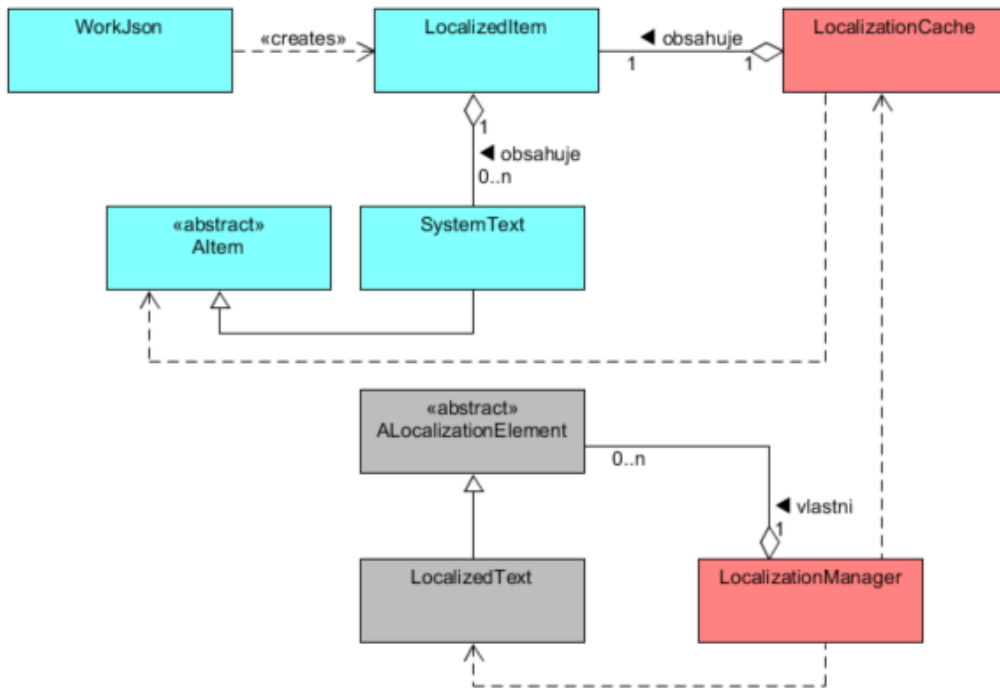 WorkJson
«creates»
LocalizedItem
◄ obsahuje
1
1
LocalizationCache
1
◄ obsahuje
0..n
«abstract»
AItem
SystemText
«abstract»
ALocalizationElement
0..n
◄ vlastni
1
LocalizedText
LocalizationManager